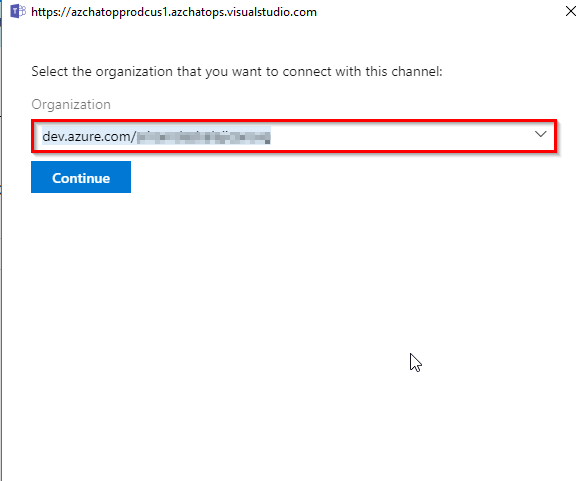 https://azchatopprodcus1.azchatops.visualstudio.com
Select the organization that you want to connect with this channel:
Organization
dev.azure.com/
Continue